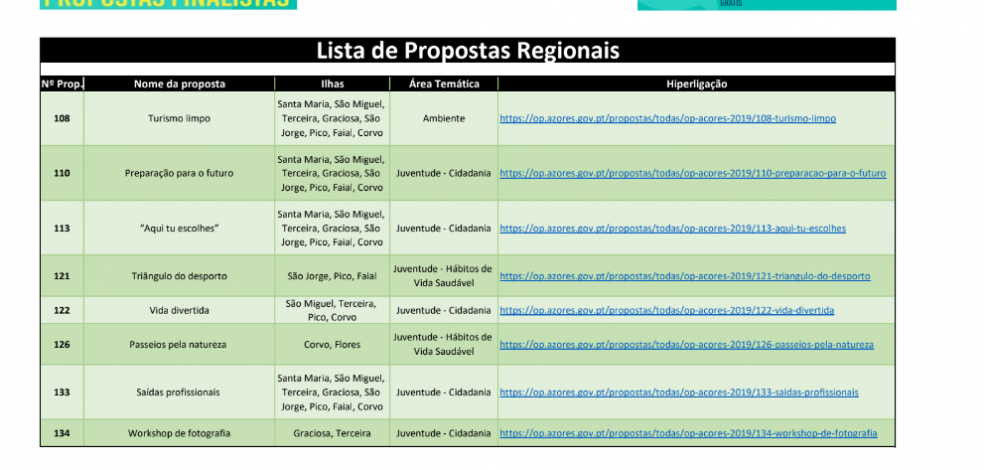 PROPOSTAS FINALISTAS
GRÁTIS
Lista de Propostas Regionais
Nº Prop. Nome da proposta Ilhas Área Temática Hiperligação
108 Turismo limpo Santa Maria, São Miguel, Terceira, Graciosa, São Jorge, Pico, Faial, Corvo Ambiente https://op.azores.gov.pt/propostas/todas/op-acores-2019/108-turismo-limpo
110 Preparação para o futuro Santa Maria, São Miguel, Terceira, Graciosa, São Jorge, Pico, Faial, Corvo Juventude - Cidadania https://op.azores.gov.pt/propostas/todas/op-acores-2019/110-preparacao-para-o-futuro
113 "Aqui tu escolhes" Santa Maria, São Miguel, Terceira, Graciosa, São Jorge, Pico, Faial, Corvo Juventude - Cidadania https://op.azores.gov.pt/propostas/todas/op-acores-2019/113-aqui-tu-escolhes
121 Triângulo do desporto São Jorge, Pico, Faial Juventude - Hábitos de Vida Saudável https://op.azores.gov.pt/propostas/todas/op-acores-2019/121-triangulo-do-desporto
122 Vida divertida São Miguel, Terceira, Pico, Corvo Juventude - Cidadania https://op.azores.gov.pt/propostas/todas/op-acores-2019/122-vida-divertida
126 Passeios pela natureza Corvo, Flores Juventude - Hábitos de Vida Saudável https://op.azores.gov.pt/propostas/todas/op-acores-2019/126-passeios-pela-natureza
133 Saídas profissionais Santa Maria, São Miguel, Terceira, Graciosa, São Jorge, Pico, Faial, Corvo Juventude - Cidadania https://op.azores.gov.pt/propostas/todas/op-acores-2019/133-saidas-profissionais
134 Workshop de fotografia Graciosa, Terceira Juventude - Cidadania https://op.azores.gov.pt/propostas/todas/op-acores-2019/134-workshop-de-fotografia